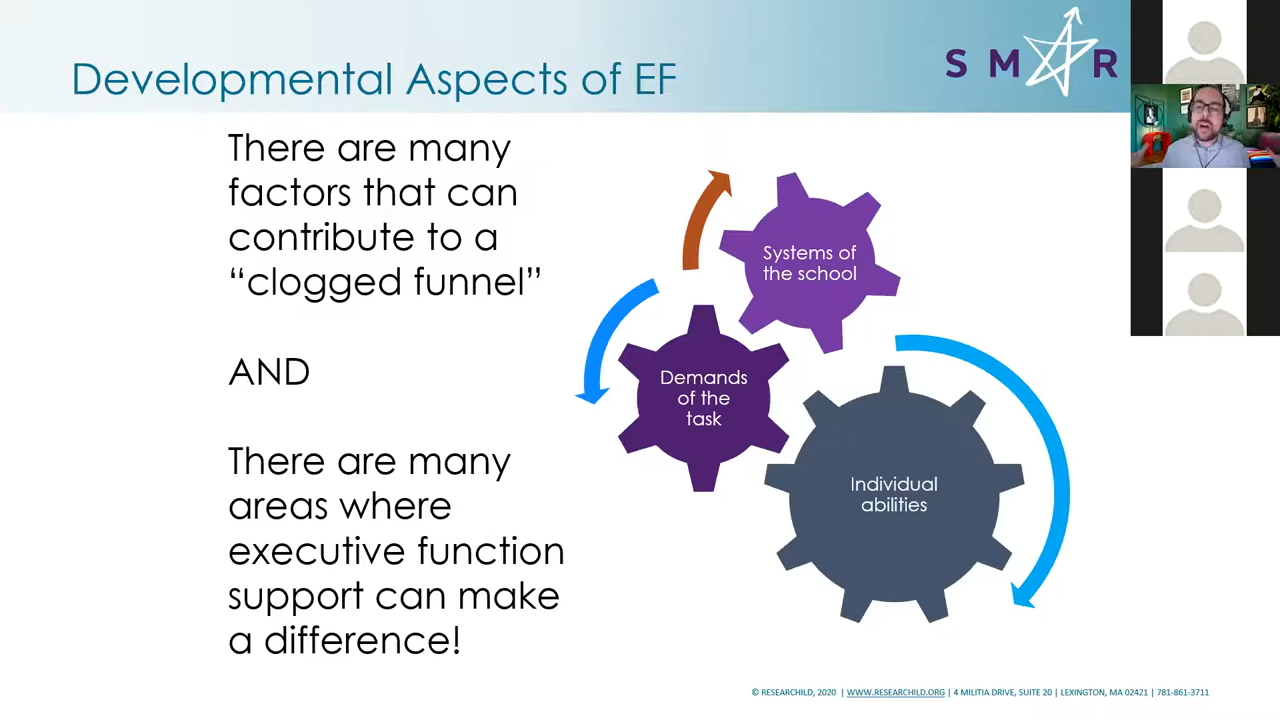 Developmental Aspects of EF
SMAR
There are many
factors that can
contribute to a
“clogged funnel”
AND
There are many
areas where
executive function
support can make
a difference!
Systems of
the school
Demands
of the
task
Individual
abilities
© RESEARCHILD, 2020 | WWW.RESEARCHILD.ORG | 4 MILITIA DRIVE, SUITE 20 | LEXINGTON, MA 02421 | 781-861-3711